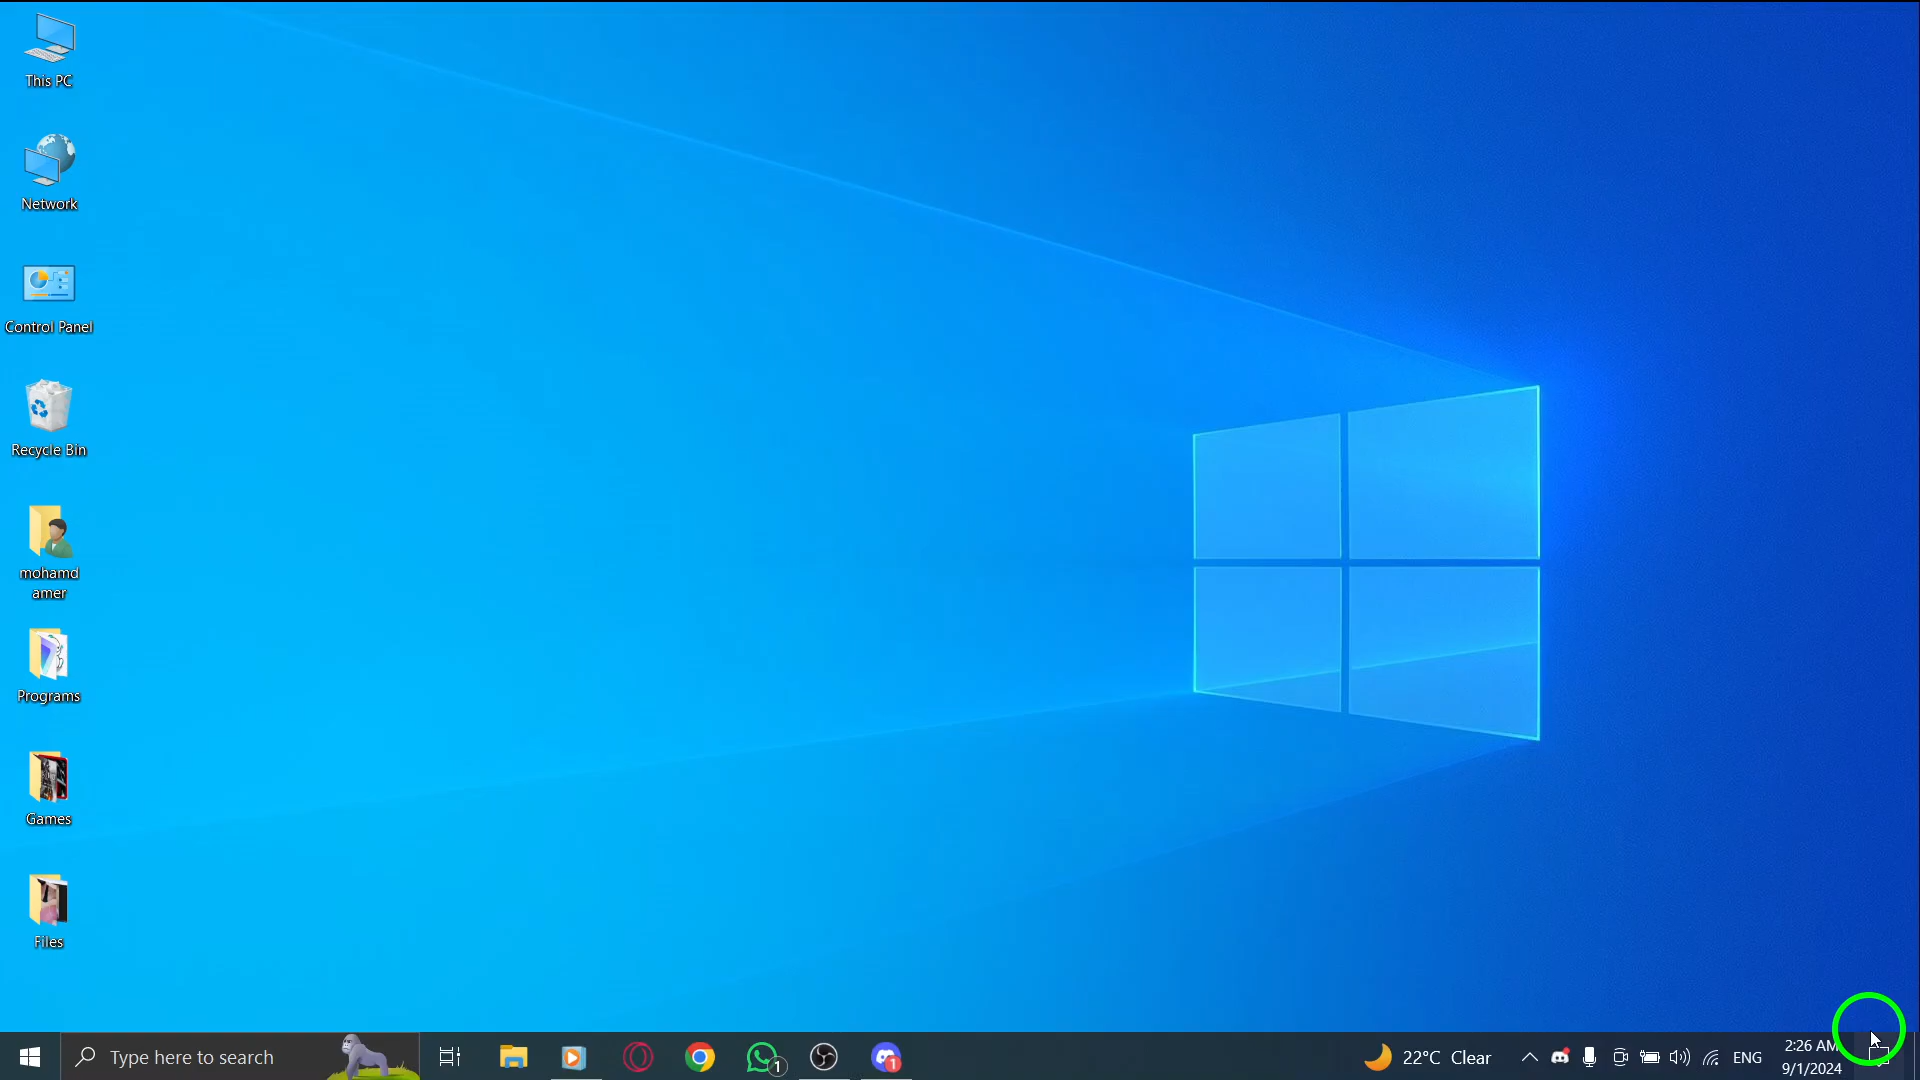 This PC
Network
Control Panel
Recycle Bin
mohamd
amer
Programs
Games
Files
Type here to search
1
1
22°C Clear
ENG
2:26 AM
9/1/2024